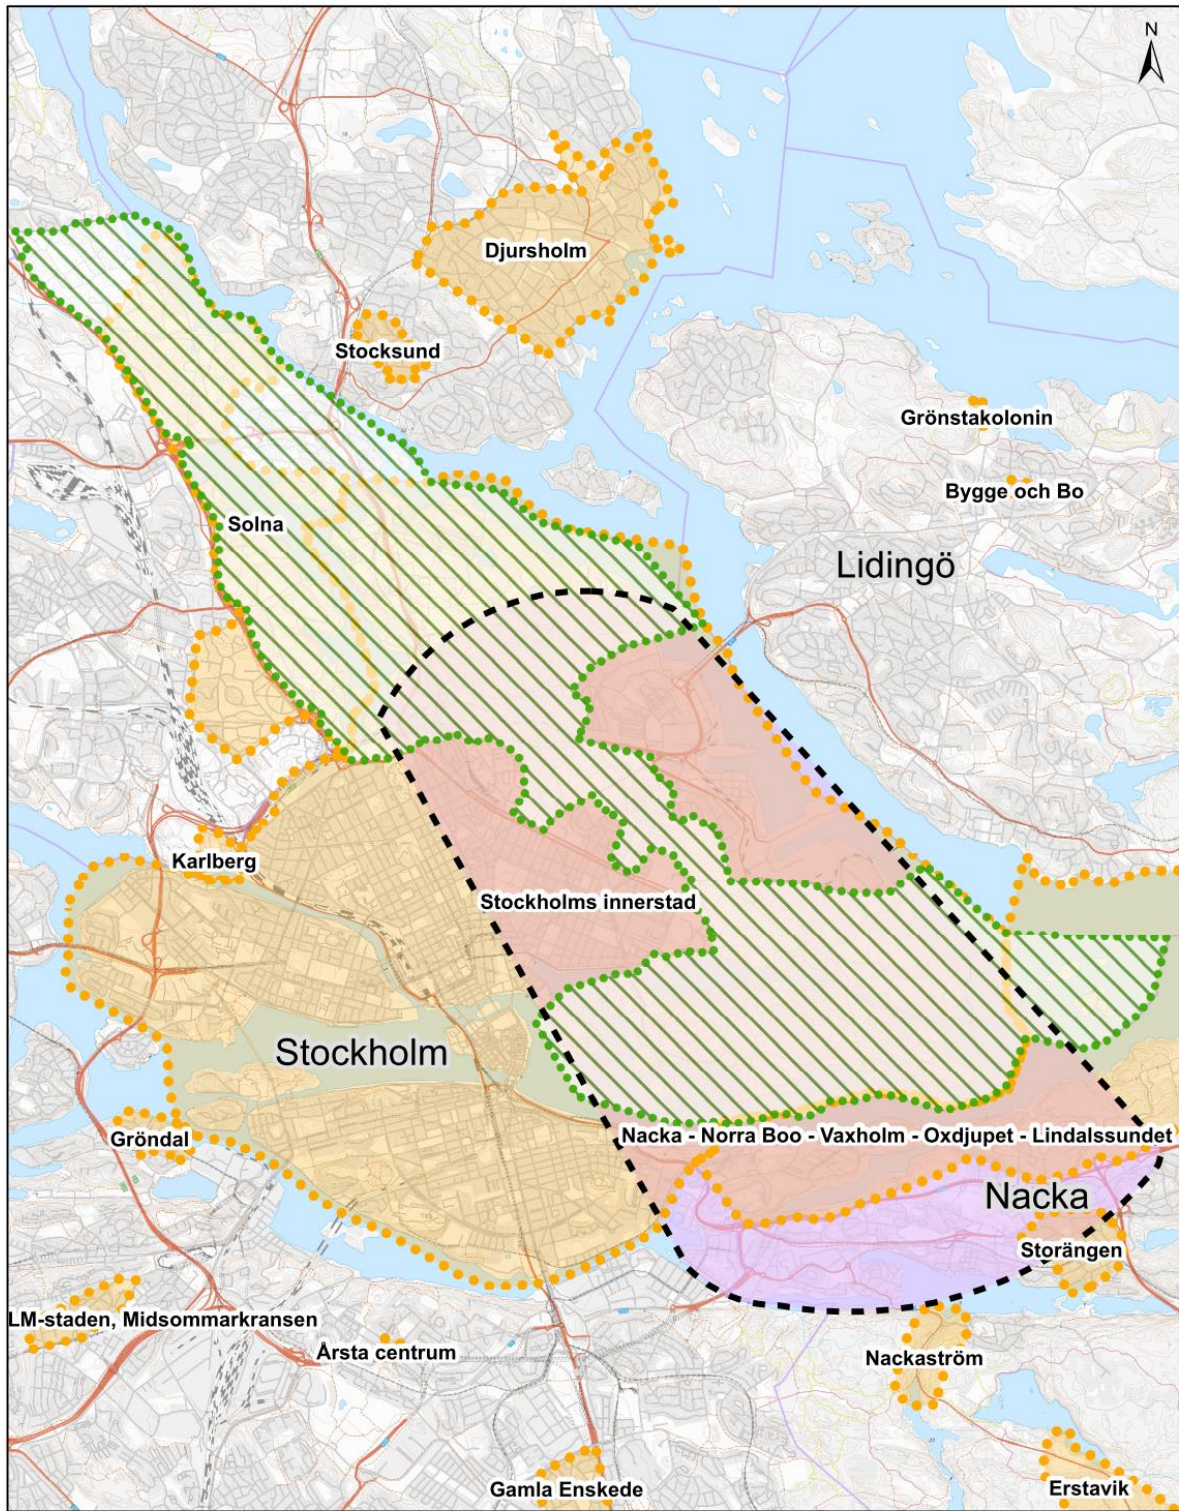 N
Djursholm
Stocksund
Grönstakolonin
Bygge och Bo
Solna
Lidingö
Karlberg
Stockholms innerstad
Stockholm
Gröndal
Nacka - Norra Boo - Vaxholm - Oxdjupet - Lindalssundet
Nacka
Storängen
LM-staden, Midsommarkransen
Årsta centrum
Nackaström
Gamla Enskede
Erstavik